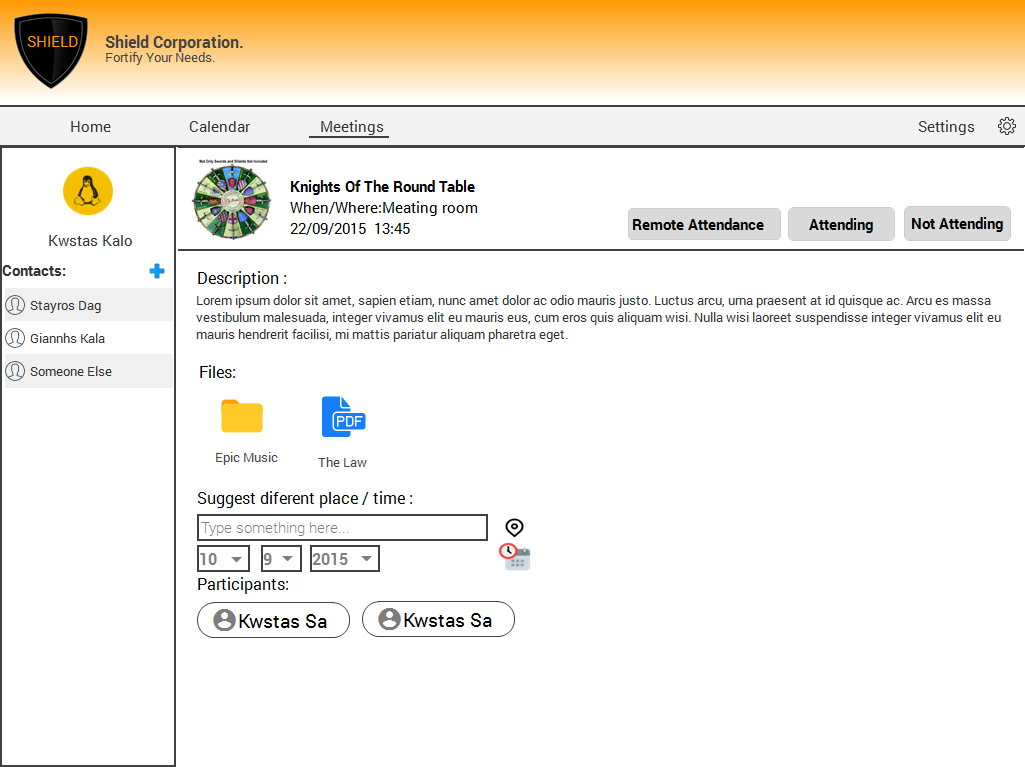 SHIELD
Shield Corporation.
Fortify Your Needs.
Home
Calendar
Meetings
Settings
Mat Only Swords and Shields Not Included
Kwstas Kalo
Contacts:
Stayros Dag
Giannhs Kala
Someone Else
Knights Of The Round Table
When/Where:Meating room
22/09/2015 13:45
Remote Attendance
Attending
Not Attending
Description :
Lorem ipsum dolor sit amet, sapien etiam, nunc amet dolor ac odio mauris justo. Luctus arcu, urna praesent at id quisque ac. Arcu es massa
vestibulum malesuada, integer vivamus elit eu mauris eus, cum eros quis aliquam wisi. Nulla wisi laoreet suspendisse integer vivamus elit eu
mauris hendrerit facilisi, mi mattis pariatur aliquam pharetra eget.
Files:
PDF
Epic Music
The Law
Suggest diferent place / time :
Type something here...
10
9
2015
Participants:
Kwstas Sa
Kwstas Sa